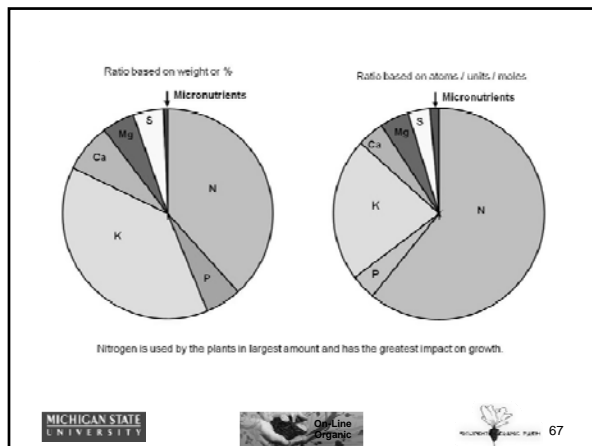 Ratio based on weight or %
Micronutrients
S
Mg
Ca
N
K
P
Ratio based on atoms / units / moles
Micronutrients
S
Mg
Ca
K
N
P
Nitrogen is used by the plants in largest amount and has the greatest impact on growth.
MICHIGAN STATE
UNIVERSITY
On-Line
Organic
67